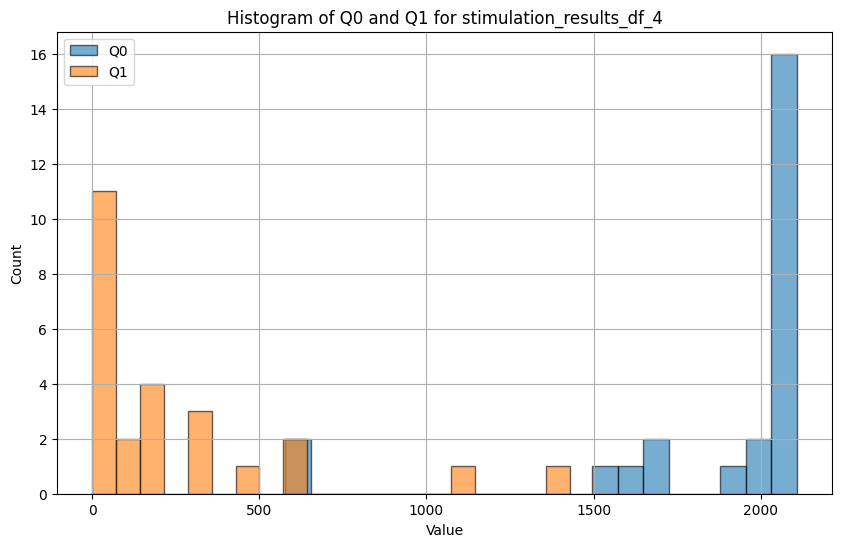 Histogram of Q0 and Q1 for stimulation_results_df_4
Q0
Q1
Count
16
14
12
10
8
6
4
2
0
0 500 1000 1500 2000
Value